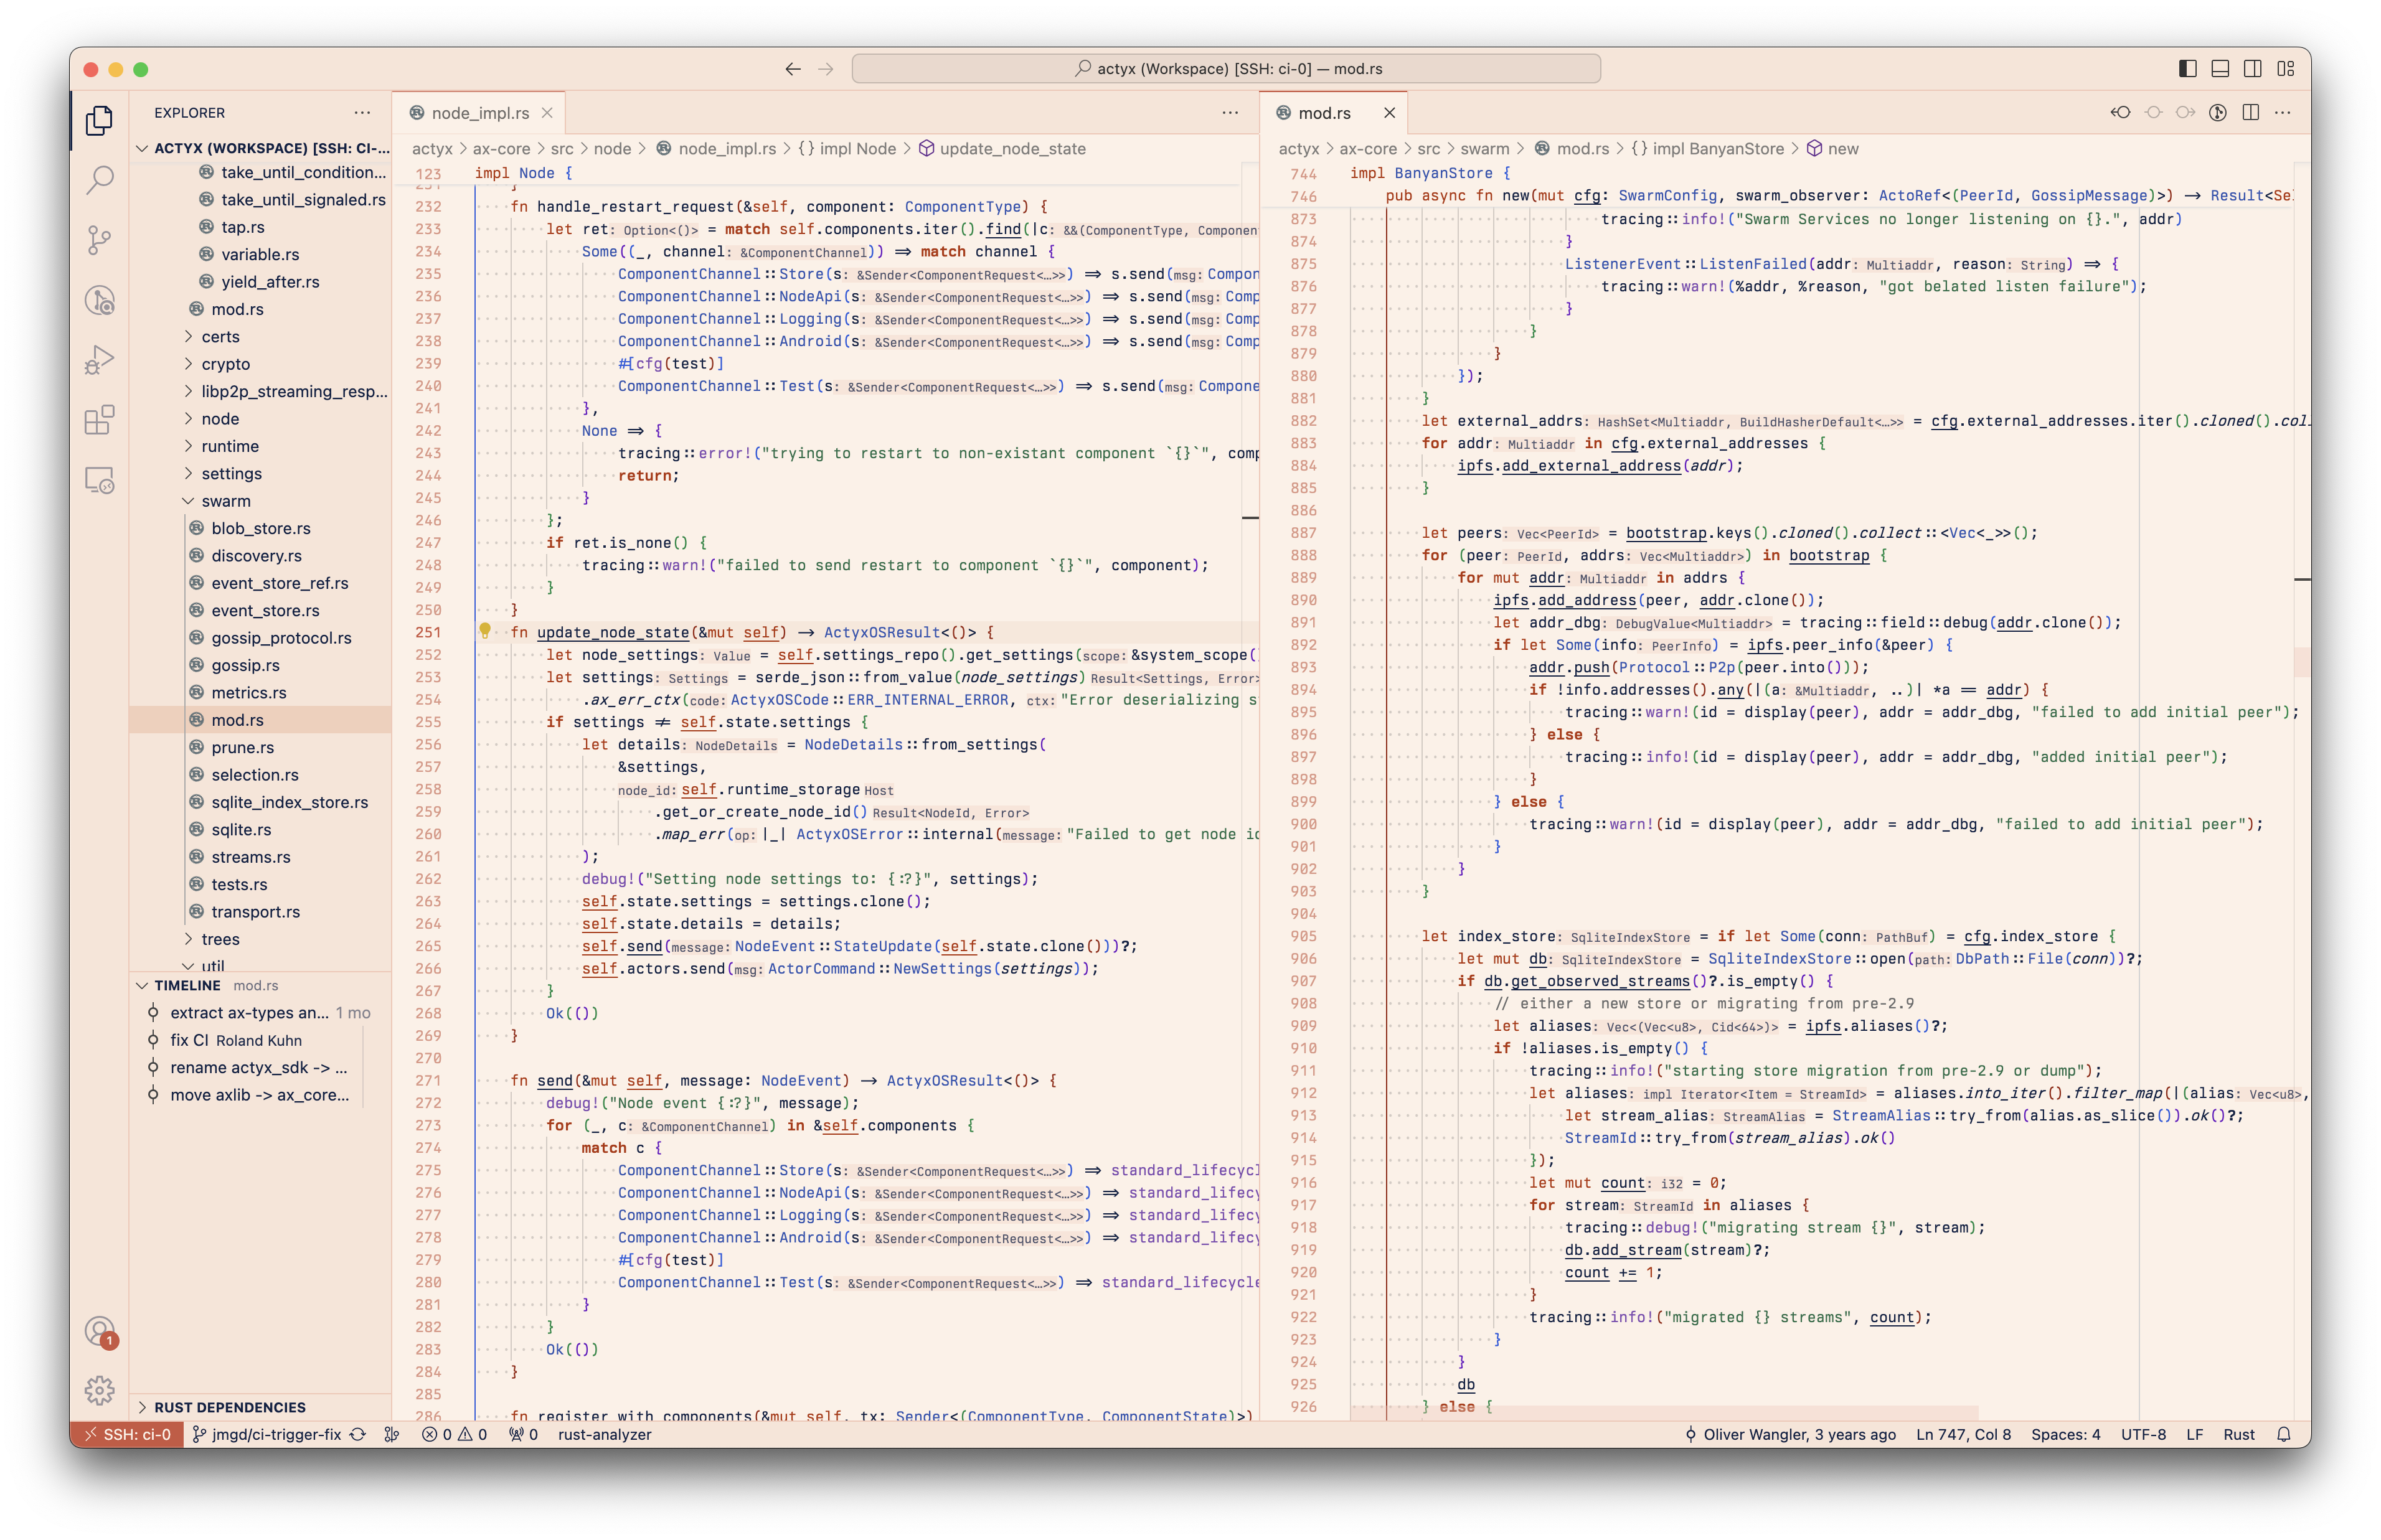 actyx (Workspace) [SSH: ci-0] — mod.rs
EXPLORER
ACTYX (WORKSPACE) [SSH: CI-...
take_until_condition...
take_until_signaled.rs
tap.rs
variable.rs
yield_after.rs
mod.rs
certs
crypto
libp2p_streaming_resp...
node
runtime
settings
swarm
blob_store.rs
discovery.rs
event_store_ref.rs
event_store.rs
gossip_protocol.rs
gossip.rs
metrics.rs
mod.rs
prune.rs
selection.rs
sqlite_index_store.rs
sqlite.rs
streams.rs
tests.rs
transport.rs
trees
util
TIMELINE mod.rs
extract ax-types an... 1 mo
fix CI Roland Kuhn
rename actyx_sdk -> ...
move axlib -> ax_core...
RUST DEPENDENCIES
1
node_impl.rs
actyx > ax-core > src > node > node_impl.rs > {} impl Node > update_node_state
123 impl Node {
231 }
232 fn handle_restart_request(&self, component: ComponentType) {
233 let ret: Option<()> = match self.components.iter().find(|c: &&(ComponentType, Componen
234 Some((_, channel: &ComponentChannel)) => match channel {
235 ComponentChannel::Store(s: &Sender<ComponentRequest<…>>) => s.send(msg: Compon
236 ComponentChannel::NodeApi(s: &Sender<ComponentRequest<…>>) => s.send(msg: Comp
237 ComponentChannel::Logging(s: &Sender<ComponentRequest<…>>) => s.send(msg: Comp
238 ComponentChannel::Android(s: &Sender<ComponentRequest<…>>) => s.send(msg: Comp
239 #[cfg(test)]
240 ComponentChannel::Test(s: &Sender<ComponentRequest<…>>) => s.send(msg: Compone
241 },
242 None => {
243 tracing::error!("trying to restart to non-existant component `{}`", comp
244 return;
245 }
246 };
247 if ret.is_none() {
248 tracing::warn!("failed to send restart to component `{}`", component);
249 }
250 }
251 fn update_node_state(&mut self) -> ActyxOSResult<()> {
252 let node_settings: Value = self.settings_repo().get_settings(scope: &system_scope(
253 let settings: Settings = serde_json::from_value(node_settings) Result<Settings, Error>
254 .ax_err_ctx(code: ActyxOSCode::ERR_INTERNAL_ERROR, ctx: "Error deserializing s
255 if settings != self.state.settings {
256 let details: NodeDetails = NodeDetails::from_settings(
257 &settings,
258 node_id: self.runtime_storage Host
259 .get_or_create_node_id() Result<NodeId, Error>
260 .map_err(op: |_| ActyxOSError::internal(message: "Failed to get node id
261 );
262 debug!("Setting node settings to: {:?}", settings);
263 self.state.settings = settings.clone();
264 self.state.details = details;
265 self.send(message: NodeEvent::StateUpdate(self.state.clone()))?;
266 self.actors.send(msg: ActorCommand::NewSettings(settings));
267 }
268 Ok(())
269 }
270
271 fn send(&mut self, message: NodeEvent) -> ActyxOSResult<()> {
272 debug!("Node event {:?}", message);
273 for (_, c: &ComponentChannel) in &self.components {
274 match c {
275 ComponentChannel::Store(s: &Sender<ComponentRequest<…>>) => standard_lifecycl
276 ComponentChannel::NodeApi(s: &Sender<ComponentRequest<…>>) => standard_lifecy
277 ComponentChannel::Logging(s: &Sender<ComponentRequest<…>>) => standard_lifecy
278 ComponentChannel::Android(s: &Sender<ComponentRequest<…>>) => standard_lifecy
279 #[cfg(test)]
280 ComponentChannel::Test(s: &Sender<ComponentRequest<…>>) => standard_lifecycle
281 }
282 }
283 Ok(())
284 }
285
286 fn register_with_components(&mut self, tx: Sender<(ComponentType, ComponentState)>)
mod.rs
actyx > ax-core > src > swarm > mod.rs > {} impl BanyanStore > new
744 impl BanyanStore {
746 pub async fn new(mut cfg: SwarmConfig, swarm_observer: ActoRef<(PeerId, GossipMessage)>) -> Result<Sel
873 tracing::info!("Swarm Services no longer listening on {}.", addr)
874 }
875 ListenerEvent::ListenFailed(addr: Multiaddr, reason: String) => {
876 tracing::warn!(%addr, %reason, "got belated listen failure");
877 }
878 }
879 }
880 });
881 }
882 let external_addrs: HashSet<Multiaddr, BuildHasherDefault<…>> = cfg.external_addresses.iter().cloned().col
883 for addr: Multiaddr in cfg.external_addresses {
884 ipfs.add_external_address(addr);
885 }
886
887 let peers: Vec<PeerId> = bootstrap.keys().cloned().collect::<Vec<_>>();
888 for (peer: PeerId, addrs: Vec<Multiaddr>) in bootstrap {
889 for mut addr: Multiaddr in addrs {
890 ipfs.add_address(peer, addr.clone());
891 let addr_dbg: DebugValue<Multiaddr> = tracing::field::debug(addr.clone());
892 if let Some(info: PeerInfo) = ipfs.peer_info(&peer) {
893 addr.push(Protocol::P2p(peer.into()));
894 if !info.addresses().any(|(a: &Multiaddr, ..)| *a == addr) {
895 tracing::warn!(id = display(peer), addr = addr_dbg, "failed to add initial peer");
896 } else {
897 tracing::info!(id = display(peer), addr = addr_dbg, "added initial peer");
898 }
899 } else {
900 tracing::warn!(id = display(peer), addr = addr_dbg, "failed to add initial peer");
901 }
902 }
903 }
904
905 let index_store: SqliteIndexStore = if let Some(conn: PathBuf) = cfg.index_store {
906 let mut db: SqliteIndexStore = SqliteIndexStore::open(path: DbPath::File(conn))?;
907 if db.get_observed_streams()?.is_empty() {
908 // either a new store or migrating from pre-2.9
909 let aliases: Vec<(Vec<u8>, Cid<64>)> = ipfs.aliases()?;
910 if !aliases.is_empty() {
911 tracing::info!("starting store migration from pre-2.9 or dump");
912 let aliases: impl Iterator<Item = StreamId> = aliases.into_iter().filter_map(|(alias: Vec<u8>,
913 let stream_alias: StreamAlias = StreamAlias::try_from(alias.as_slice()).ok()?;
914 StreamId::try_from(stream_alias).ok()
915 });
916 let mut count: i32 = 0;
917 for stream: StreamId in aliases {
918 tracing::debug!("migrating stream {}", stream);
919 db.add_stream(stream)?;
920 count += 1;
921 }
922 tracing::info!("migrated {} streams", count);
923 }
924 }
925 db
926 } else {
SSH: ci-0 jmgd/ci-trigger-fix 0 0 0 rust-analyzer Oliver Wangler, 3 years ago Ln 747, Col 8 Spaces: 4 UTF-8 LF Rust